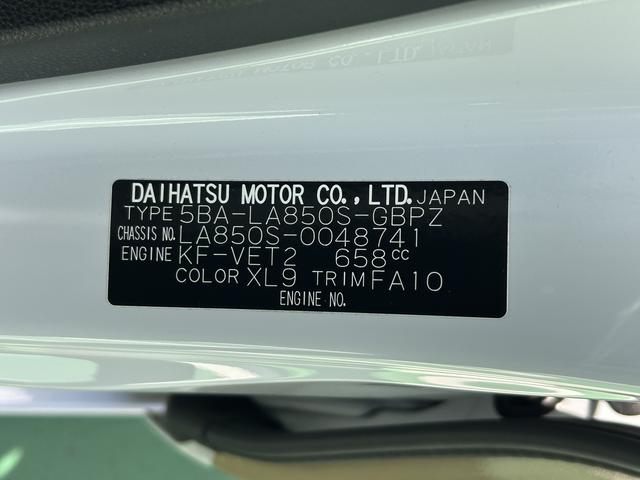 DAIHATSU MOTOR CO.,LTD. JAPAN
TYPE 5BA-LA850S-GBPZ
CHASSIS NO. LA850S-0048741
ENGINE KF-VET2 658cc
COLOR XL9 TRIM FA10
ENGINE NO.